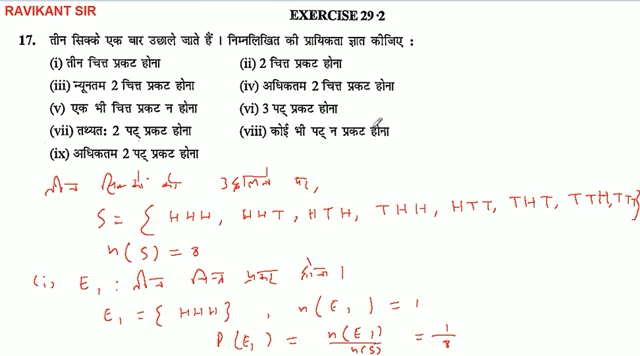 RAVIKANT SIR
EXERCISE 29·2
17. तीन सिक्के एक बार उछाले जाते हैं । निम्नलिखित की प्रायिकता ज्ञात कीजिए :
(i) तीन चित्त प्रकट होना (ii) 2 चित्त प्रकट होना
(iii) न्यूनतम 2 चित्त प्रकट होना (iv) अधिकतम 2 चित्त प्रकट होना
(v) एक भी चित्त प्रकट न होना (vi) 3 पट् प्रकट होना
(vii) तथ्यतः 2 पट् प्रकट होना (viii) कोई भी पट् न प्रकट होना
(ix) अधिकतम 2 पट् प्रकट होना
तीन सिक्कों को उछालने पर,
S = { HHH, HHT, HTH, THH, HTT, THT, TTH, TTT}
n(S) = 8
(i) E₁ : तीन चित्त प्रकट होना |
E₁ = { HHH} , n(E₁) = 1
P(E₁) = n(E₁)/n(S) = 1/8